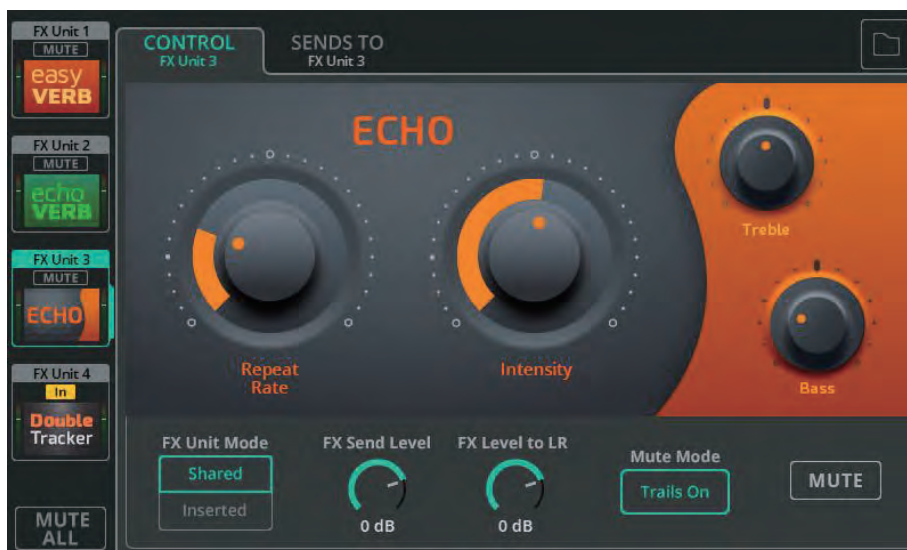 FX Unit 1
MUTE
easy
VERB
FX Unit 2
MUTE
echo
VERB
FX Unit 3
MUTE
ECHO
FX Unit 4
In
Double
Tracker
MUTE
ALL
CONTROL
FX Unit 3
SENDS TO
FX Unit 3
ECHO
Repeat
Rate
Intensity
Treble
Bass
FX Unit Mode
Shared
Inserted
FX Send Level
0 dB
FX Level to LR
0 dB
Mute Mode
Trails On
MUTE